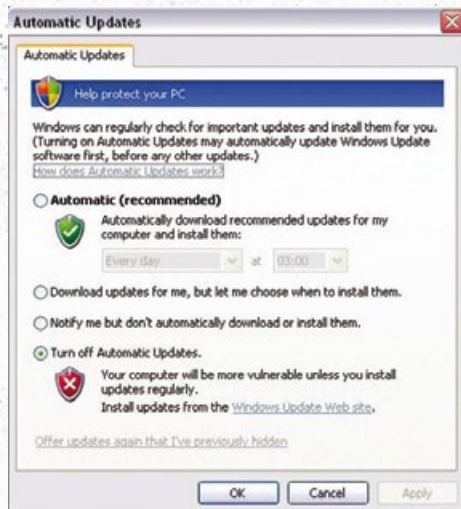 Automatic Updates
Automatic Updates
Help protect your PC
Windows can regularly check for important updates and install them for you.
(Turning on Automatic Updates may automatically update Windows Update
software first, before any other updates.)
How does Automatic Updates work?
Automatic (recommended)
Automatically download recommended updates for my
computer and install them:
Every day at 03:00
Download updates for me, but let me choose when to install them.
Notify me but don't automatically download or install them.
Turn off Automatic Updates.
Your computer will be more vulnerable unless you install
updates regularly.
Install updates from the Windows Update Web site.
Offer updates again that I've previously hidden
OK Cancel Apply